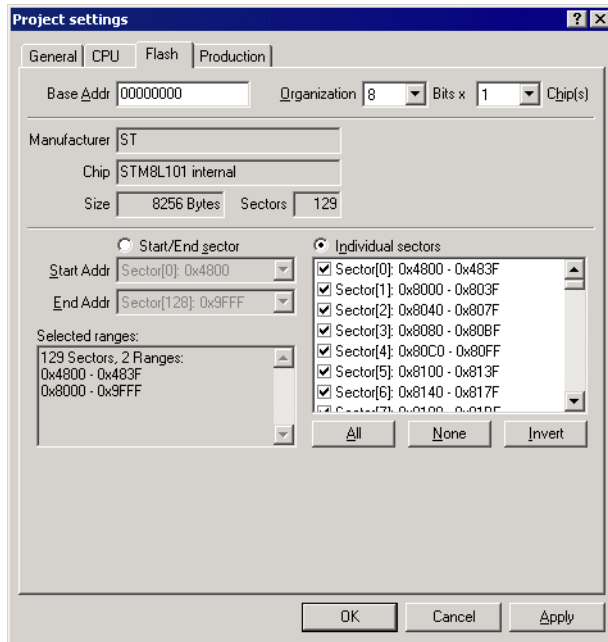 Project settings
General CPU Flash Production
Base Addr 00000000 Organization 8 Bits x 1 Chip(s)
Manufacturer ST
Chip STM8L101 internal
Size 8256 Bytes Sectors 129
Start/End sector
Start Addr Sector[0]: 0x4800
End Addr Sector[128]: 0x9FFF
Selected ranges:
129 Sectors, 2 Ranges:
0x4800 - 0x483F
0x8000 - 0x9FFF
Individual sectors
Sector[0]: 0x4800 - 0x483F
Sector[1]: 0x8000 - 0x803F
Sector[2]: 0x8040 - 0x807F
Sector[3]: 0x8080 - 0x80BF
Sector[4]: 0x80C0 - 0x80FF
Sector[5]: 0x8100 - 0x813F
Sector[6]: 0x8140 - 0x817F
All None Invert
OK Cancel Apply